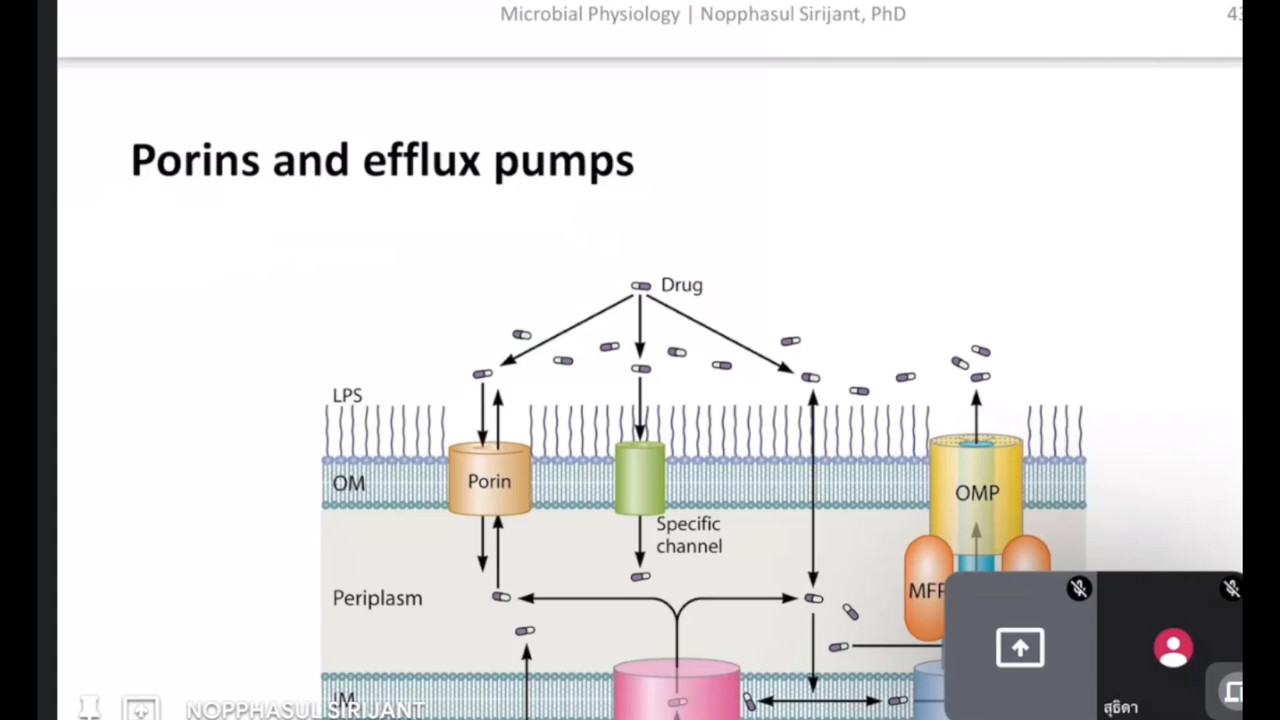 Microbial Physiology | Nopphasul Sirijant, PhD
Porins and efflux pumps
Drug
LPS
OM
Porin
OMP
Specific
channel
Periplasm
IM
NOPPHASUL SIRIJANT
สุธิดา